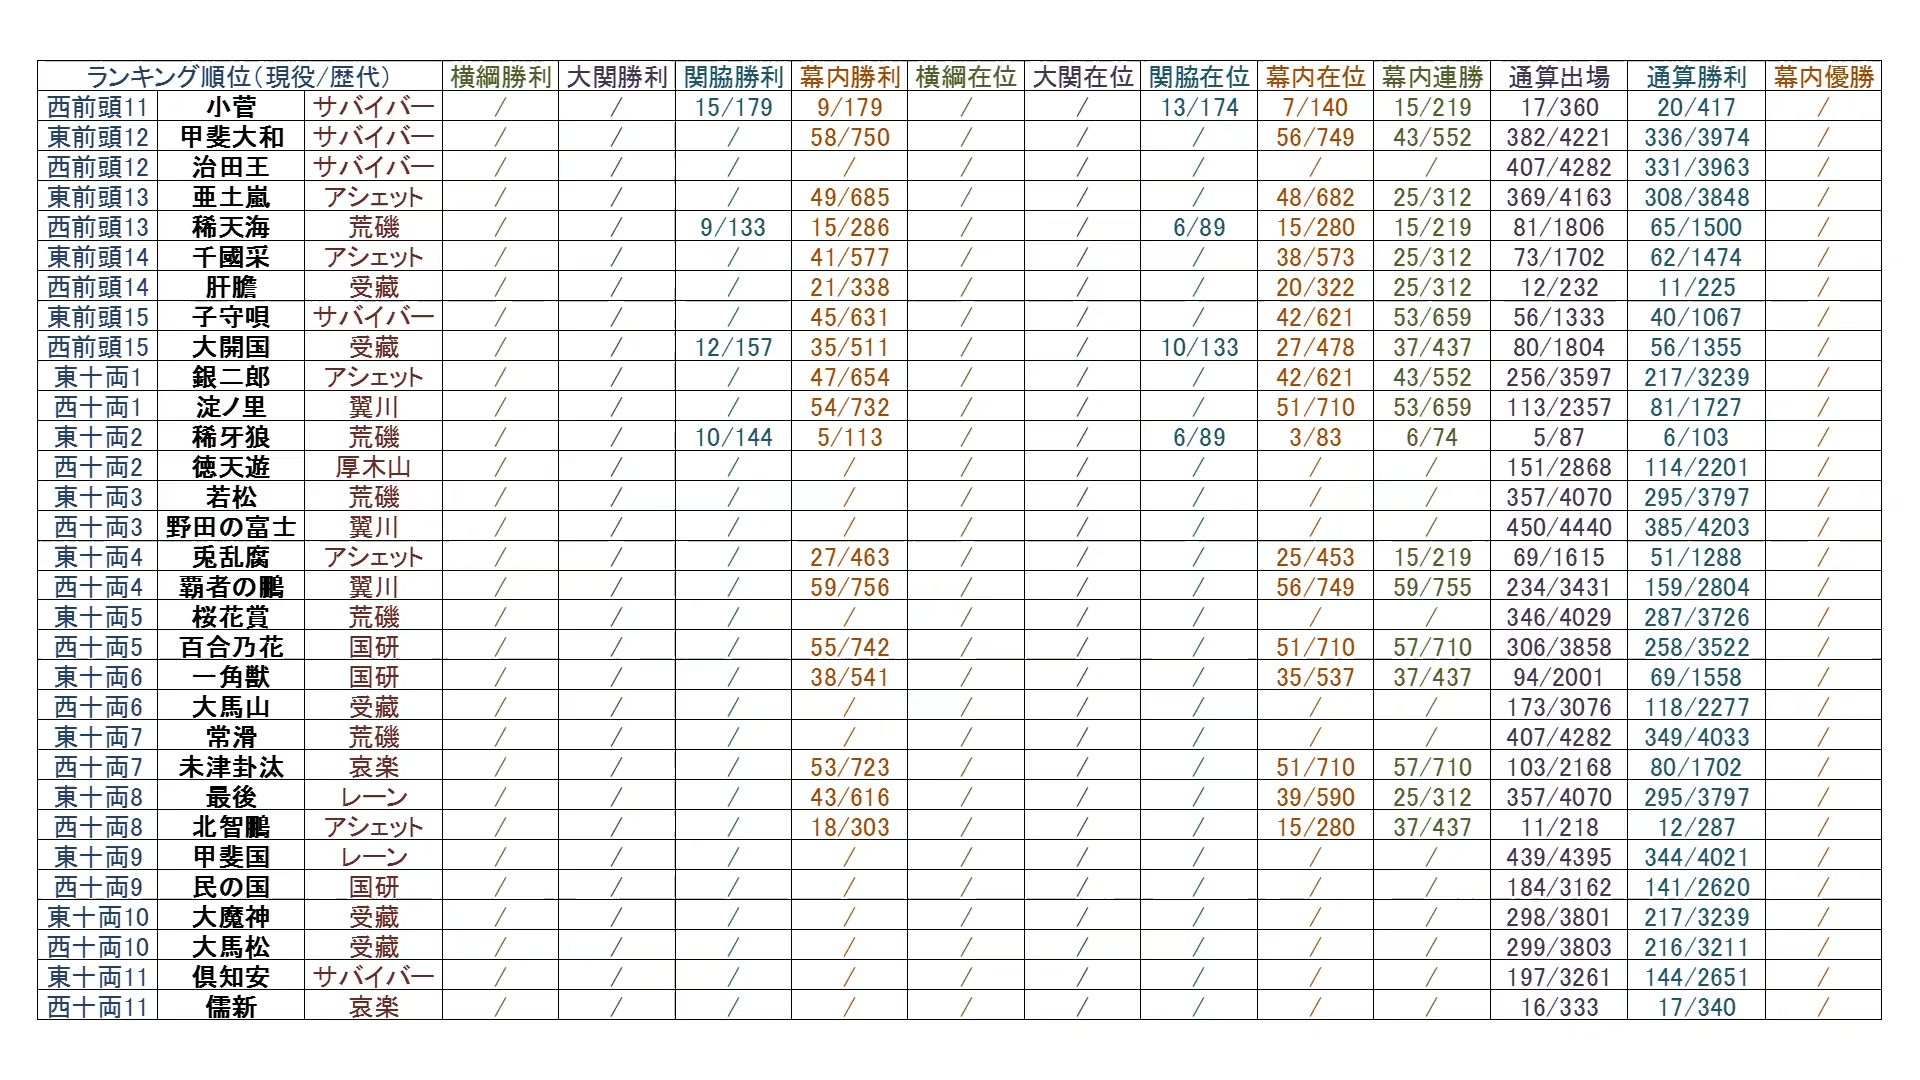 ランキング順位(現役/歴代) 横綱勝利 大関勝利 関脇勝利 幕内勝利 横綱在位 大関在位 関脇在位 幕内在位 幕内連勝 通算出場 通算勝利 幕内優勝
西前頭11 小菅 サバイバー / / 15/179 9/179 / / 13/174 7/140 15/219 17/360 20/417 /
東前頭12 甲斐大和 サバイバー / / / 58/750 / / / 56/749 43/552 382/4221 336/3974 /
西前頭12 治田王 サバイバー / / / / / / / / / 407/4282 331/3963 /
東前頭13 亜土嵐 アシェット / / / 49/685 / / / 48/682 25/312 369/4163 308/3848 /
西前頭13 稀天海 荒磯 / / 9/133 15/286 / / 6/89 15/280 15/219 81/1806 65/1500 /
東前頭14 千國采 アシェット / / / 41/577 / / / 38/573 25/312 73/1702 62/1474 /
西前頭14 肝膽 受藏 / / / 21/338 / / / 20/322 25/312 12/232 11/225 /
東前頭15 子守唄 サバイバー / / / 45/631 / / / 42/621 53/659 56/1333 40/1067 /
西前頭15 大開国 受藏 / / 12/157 35/511 / / 10/133 27/478 37/437 80/1804 56/1355 /
東十両1 銀二郎 アシェット / / / 47/654 / / / 42/621 43/552 256/3597 217/3239 /
西十両1 淀ノ里 翼川 / / / 54/732 / / / 51/710 53/659 113/2357 81/1727 /
東十両2 稀牙狼 荒磯 / / 10/144 5/113 / / 6/89 3/83 6/74 5/87 6/103 /
西十両2 徳天遊 厚木山 / / / / / / / / / 151/2868 114/2201 /
東十両3 若松 荒磯 / / / / / / / / / 357/4070 295/3797 /
西十両3 野田の富士 翼川 / / / / / / / / / 450/4440 385/4203 /
東十両4 兎乱腐 アシェット / / / 27/463 / / / 25/453 15/219 69/1615 51/1288 /
西十両4 覇者の鵬 翼川 / / / 59/756 / / / 56/749 59/755 234/3431 159/2804 /
東十両5 桜花賞 荒磯 / / / / / / / / / 346/4029 287/3726 /
西十両5 百合乃花 国研 / / / 55/742 / / / 51/710 57/710 306/3858 258/3522 /
東十両6 一角獣 国研 / / / 38/541 / / / 35/537 37/437 94/2001 69/1558 /
西十両6 大馬山 受藏 / / / / / / / / / 173/3076 118/2277 /
東十両7 常滑 荒磯 / / / / / / / / / 407/4282 349/4033 /
西十両7 未津卦汰 哀楽 / / / 53/723 / / / 51/710 57/710 103/2168 80/1702 /
東十両8 最後 レーン / / / 43/616 / / / 39/590 25/312 357/4070 295/3797 /
西十両8 北智鵬 アシェット / / / 18/303 / / / 15/280 37/437 11/218 12/287 /
東十両9 甲斐国 レーン / / / / / / / / / 439/4395 344/4021 /
西十両9 民の国 国研 / / / / / / / / / 184/3162 141/2620 /
東十両10 大魔神 受藏 / / / / / / / / / 298/3801 217/3239 /
西十両10 大馬松 受藏 / / / / / / / / / 299/3803 216/3211 /
東十両11 倶知安 サバイバー / / / / / / / / / 197/3261 144/2651 /
西十両11 儒新 哀楽 / / / / / / / / / 16/333 17/340 /